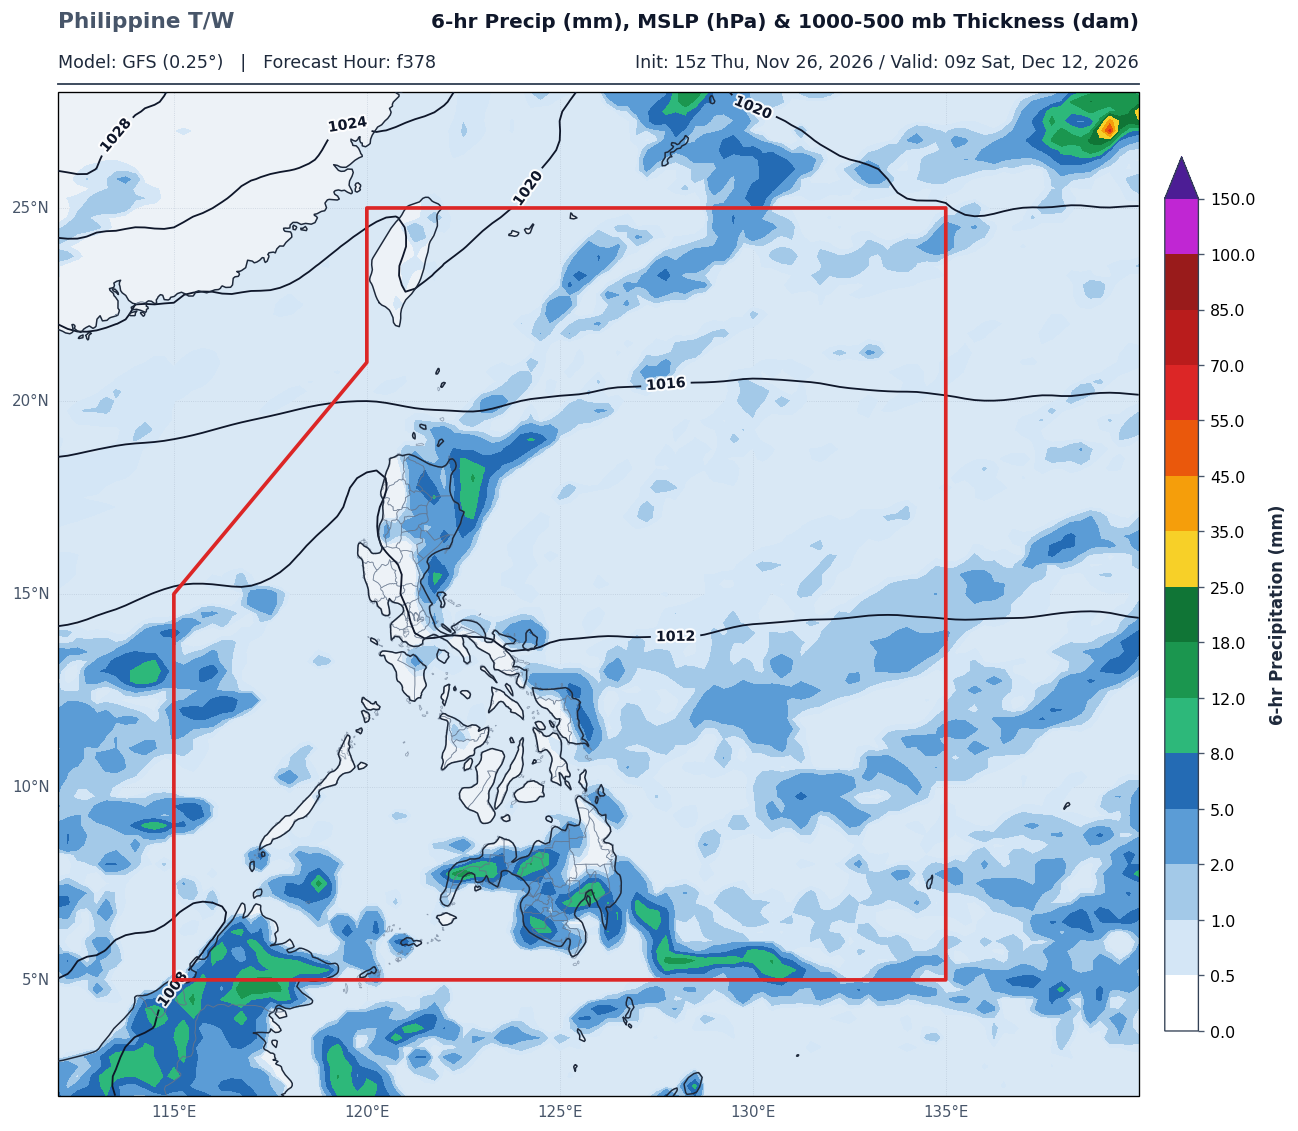 Philippine T/W
6-hr Precip (mm), MSLP (hPa) & 1000-500 mb Thickness (dam)
Model: GFS (0.25°) | Forecast Hour: f378
Init: 15z Thu, Nov 26, 2026 / Valid: 09z Sat, Dec 12, 2026
1028
1024
1020
1020
1016
1012
1008
25°N
20°N
15°N
10°N
5°N
115°E
120°E
125°E
130°E
135°E
150.0
100.0
85.0
70.0
55.0
45.0
35.0
25.0
18.0
12.0
8.0
5.0
2.0
1.0
0.5
0.0
6-hr Precipitation (mm)